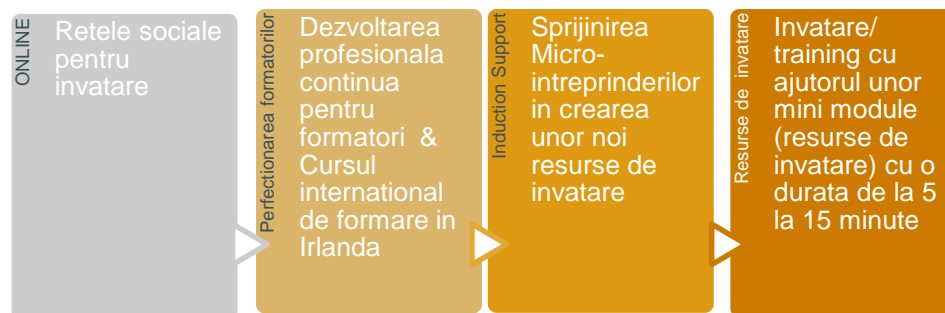 ONLINE
Retele sociale
pentru
invatare
Perfectionarea formatorilor
Dezvoltarea
profesionala
continua
pentru
formatori &
Cursul
international
de formare in
Irlanda
Induction Support
Sprijinirea
Micro-
intreprinderilor
in crearea
unor noi
resurse de
invatare
Resurse de invatare
Invatare/
training cu
ajutorul unor
mini module
(resurse de
invatare) cu o
durata de la 5
la 15 minute